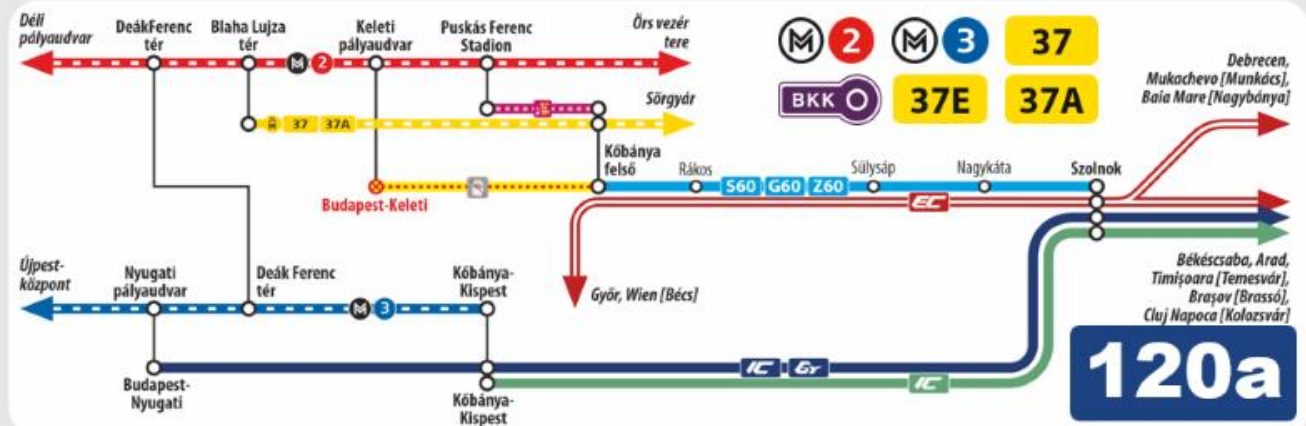 Déli
pályaudvar
DeákFerenc
tér
Blaha Lujza
tér
M 2
Keleti
pályaudvar
Puskás Ferenc
Stadion
Örs vezér
tere
M 2 M 3 37
BKK 37E 37A
Debrecen,
Mukachevo [Munkács],
Baia Mare [Nagybánya]
Sörgyár
37 37A
Kőbánya
felső
Rákos
S60 G60 Z60
Sülysáp
Nagykáta
Szolnok
Budapest-Keleti
EC
Győr, Wien [Bécs]
Békéscsaba, Arad,
Timișoara [Temesvár],
Brașov [Brassó],
Cluj Napoca [Kolozsvár]
Újpest-
központ
Nyugati
pályaudvar
Deák Ferenc
tér
M 3
Kőbánya-
Kispest
120a
IC Gy
IC
Budapest-
Nyugati
Kőbánya-
Kispest